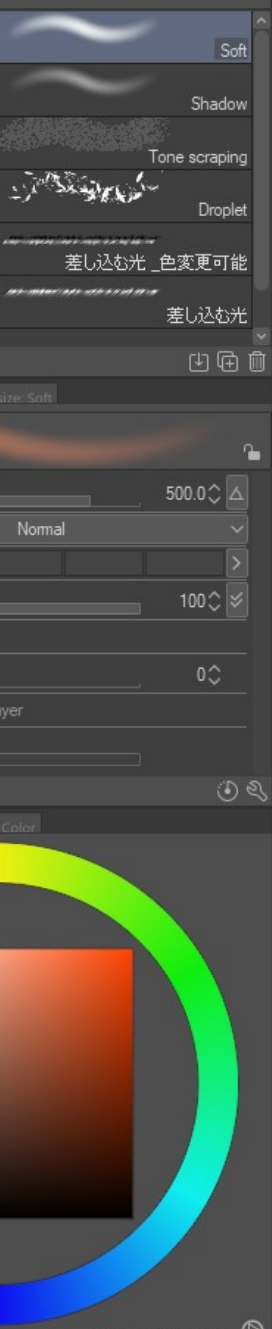 Soft
Shadow
Tone scraping
Droplet
差し込む光 _色変更可能
差し込む光
size: Soft
500.0
Normal
100
0
ayer
Color